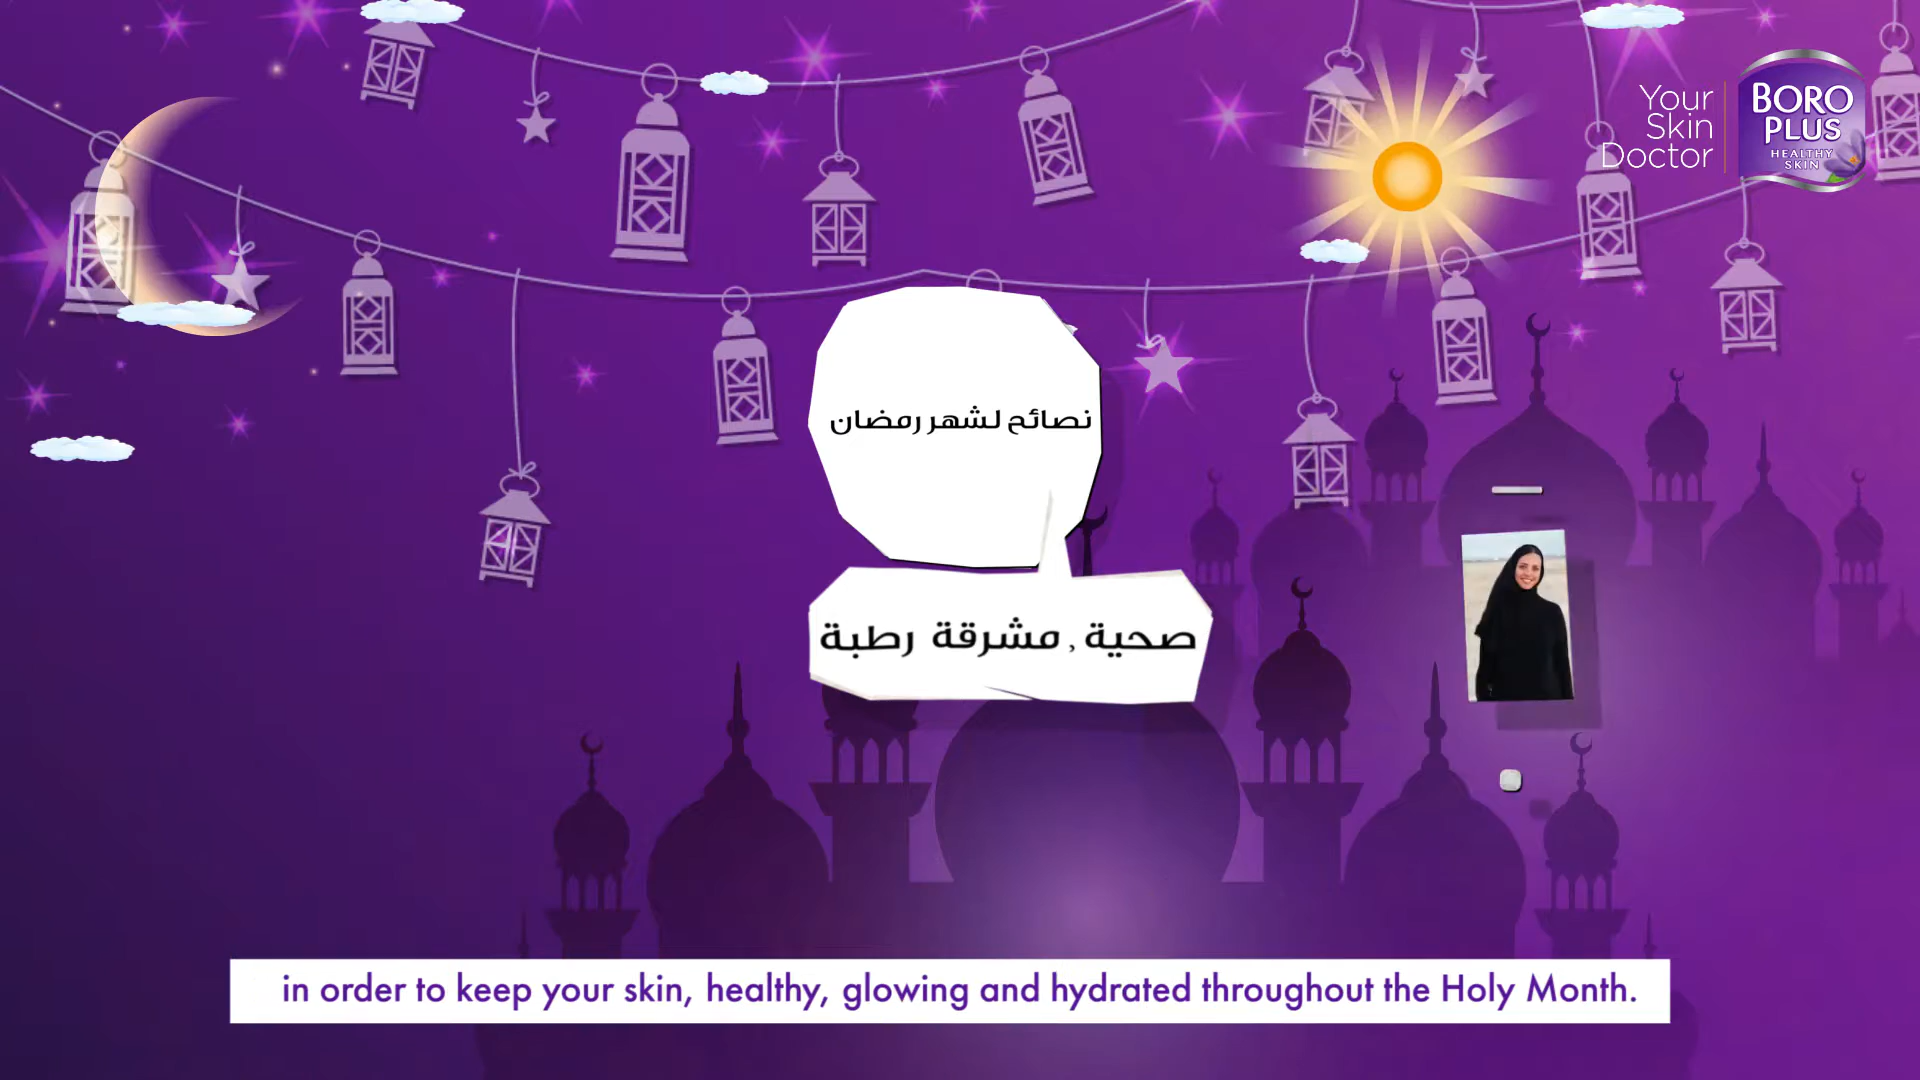 Your
Skin
Doctor
BORO
PLUS
HEALTHY
SKIN
نصائح لشهر رمضان
صحية , مشرقة رطبة
in order to keep your skin, healthy, glowing and hydrated throughout the Holy Month.